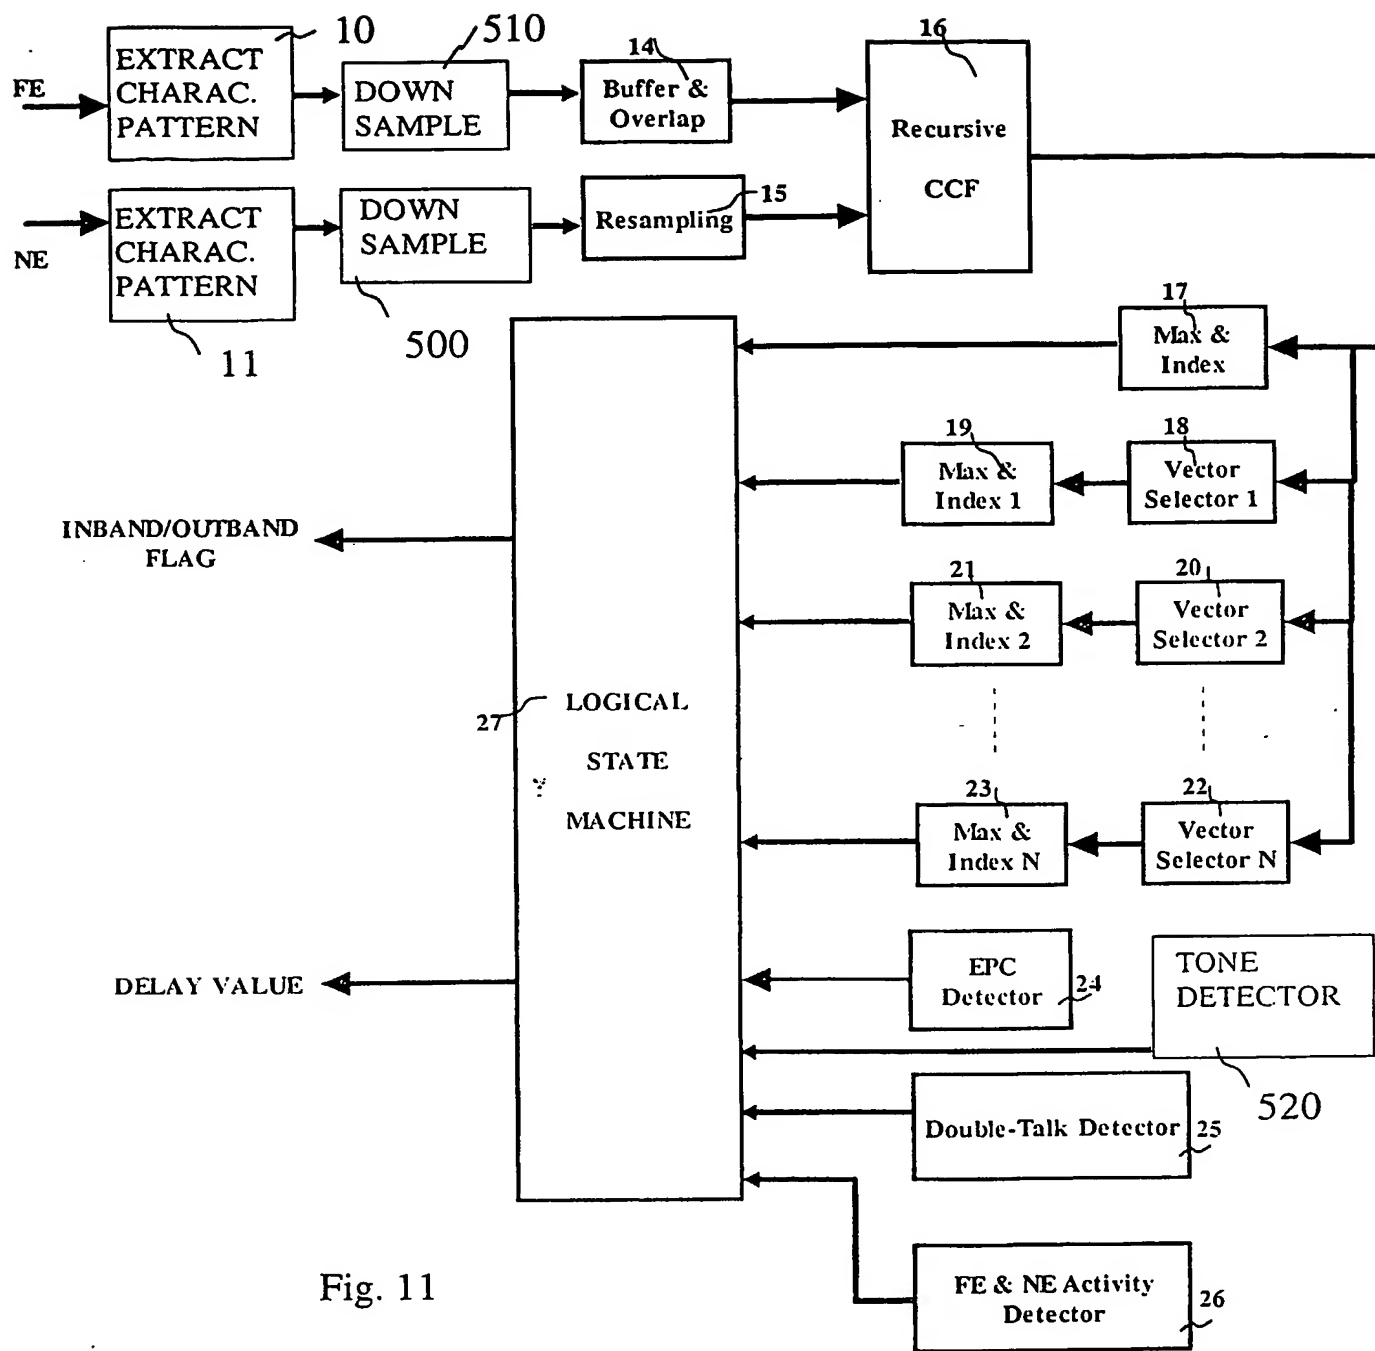 10
510
14
16
FE
EXTRACT
CHARAC.
PATTERN
DOWN
SAMPLE
Buffer &
Overlap
Recursive
CCF
NE
EXTRACT
CHARAC.
PATTERN
DOWN
SAMPLE
Resampling
15
11
500
17
Max &
Index
19
Max &
Index 1
18
Vector
Selector 1
INBAND/OUTBAND
FLAG
21
Max &
Index 2
20
Vector
Selector 2
27
LOGICAL
STATE
MACHINE
23
Max &
Index N
22
Vector
Selector N
DELAY VALUE
EPC
Detector
24
TONE
DETECTOR
520
Double-Talk Detector
25
FE & NE Activity
Detector
26
Fig. 11